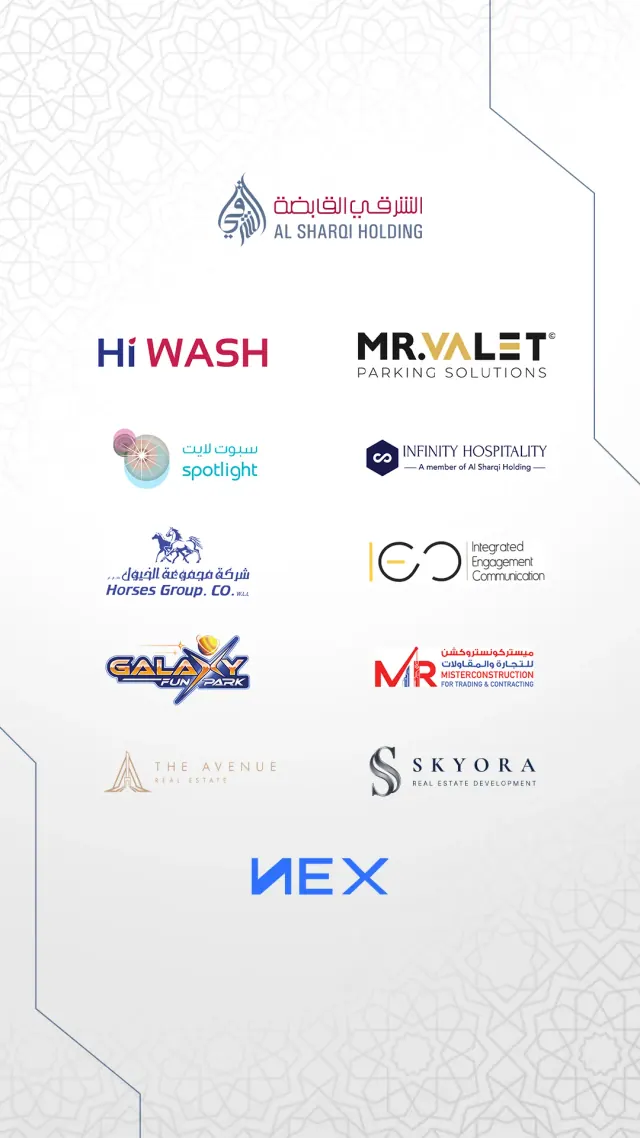 الشرقي القابضة
AL SHARQI HOLDING
Hi WASH
MR.VALET©
PARKING SOLUTIONS
سبوت لايت
spotlight
INFINITY HOSPITALITY
A member of Al Sharqi Holding
شركة مجموعة الخيول ذ.م.م
Horses Group. CO. W.L.L
Integrated
Engagement
Communication
GALAXY
FUN PARK
MR
ميستركونستروكشن
للتجارة والمقاولات
MISTERCONSTRUCTION
FOR TRADING & CONTRACTING
THE AVENUE
REAL ESTATE
SKYORA
REAL ESTATE DEVELOPMENT
NEX